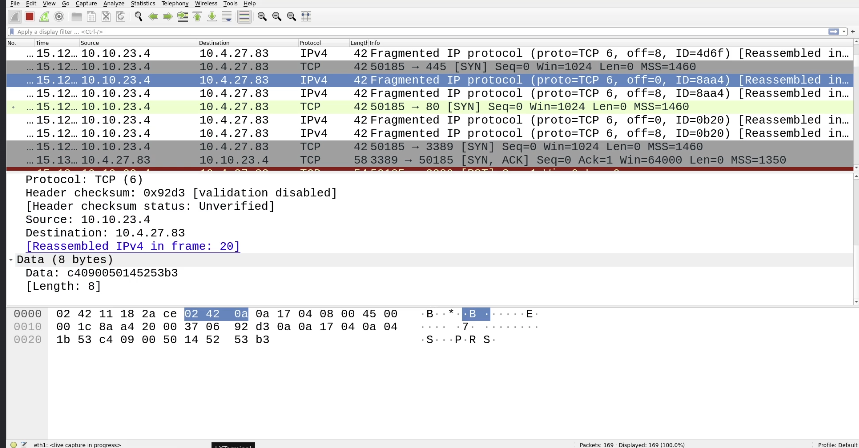 File Edit View Go Capture Analyze Statistics Telephony Wireless Tools Help
Apply a display filter ... <Ctrl-/>
No. Time Source Destination Protocol Length Info
... 15.12... 10.10.23.4 10.4.27.83 IPv4 42 Fragmented IP protocol (proto=TCP 6, off=8, ID=4d6f) [Reassembled in...
... 15.12... 10.10.23.4 10.4.27.83 TCP 42 50185 → 445 [SYN] Seq=0 Win=1024 Len=0 MSS=1460
... 15.12... 10.10.23.4 10.4.27.83 IPv4 42 Fragmented IP protocol (proto=TCP 6, off=0, ID=8aa4) [Reassembled in...
... 15.12... 10.10.23.4 10.4.27.83 IPv4 42 Fragmented IP protocol (proto=TCP 6, off=8, ID=8aa4) [Reassembled in...
... 15.12... 10.10.23.4 10.4.27.83 TCP 42 50185 → 80 [SYN] Seq=0 Win=1024 Len=0 MSS=1460
... 15.12... 10.10.23.4 10.4.27.83 IPv4 42 Fragmented IP protocol (proto=TCP 6, off=0, ID=0b20) [Reassembled in...
... 15.12... 10.10.23.4 10.4.27.83 IPv4 42 Fragmented IP protocol (proto=TCP 6, off=8, ID=0b20) [Reassembled in...
... 15.12... 10.10.23.4 10.4.27.83 TCP 42 50185 → 3389 [SYN] Seq=0 Win=1024 Len=0 MSS=1460
... 15.13... 10.4.27.83 10.10.23.4 TCP 58 3389 → 50185 [SYN, ACK] Seq=0 Ack=1 Win=64000 Len=0 MSS=1350
Protocol: TCP (6)
Header checksum: 0x92d3 [validation disabled]
[Header checksum status: Unverified]
Source: 10.10.23.4
Destination: 10.4.27.83
[Reassembled IPv4 in frame: 20]
Data (8 bytes)
Data: c4090050145253b3
[Length: 8]
0000 02 42 11 18 2a ce 02 42 0a 0a 17 04 08 00 45 00 ·B··*··B······E·
0010 00 1c 8a a4 20 00 37 06 92 d3 0a 0a 17 04 0a 04 ···· ·7·········
0020 1b 53 c4 09 00 50 14 52 53 b3 ·S···P·RS·
eth1: <live capture in progress>
Packets: 169 · Displayed: 169 (100.0%)
Profile: Default